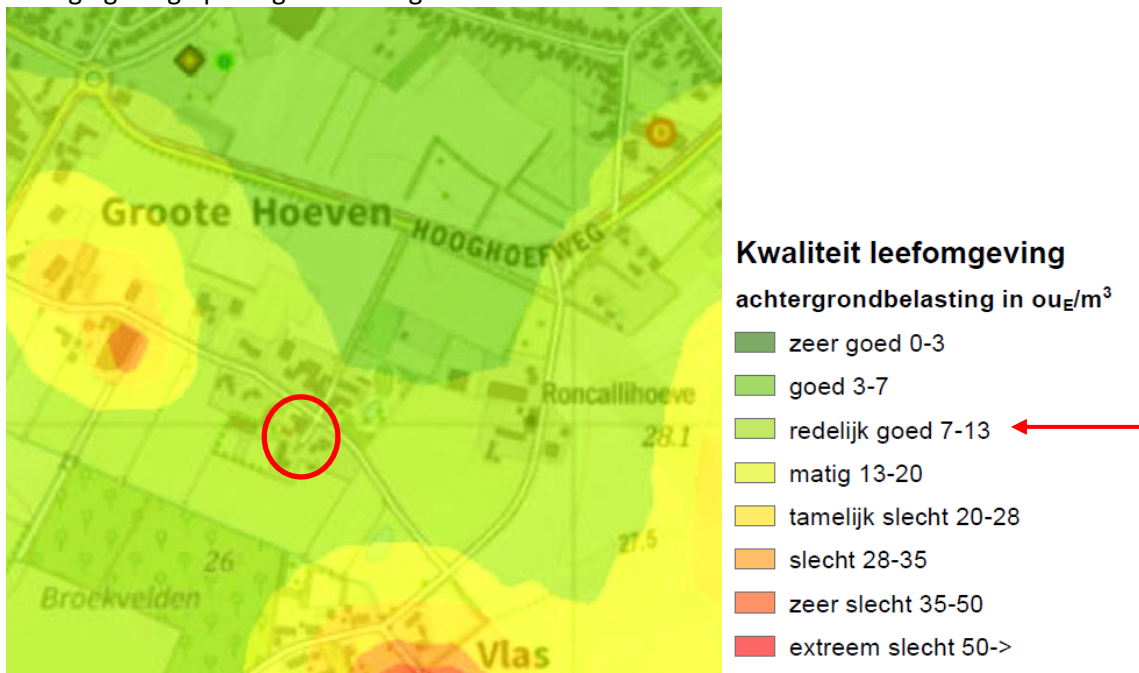 Groote Hoeven
HOOGHOEFWEG
Roncallihoeve
28.1
27.5
26
Broekvelden
Vlas
Kwaliteit leefomgeving
achtergrondbelasting in ouE/m³
zeer goed 0-3
goed 3-7
redelijk goed 7-13
matig 13-20
tamelijk slecht 20-28
slecht 28-35
zeer slecht 35-50
extreem slecht 50->